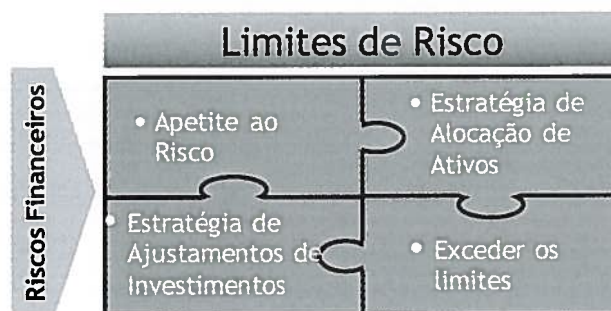 Limites de Risco
Riscos Financeiros
• Apetite ao
Risco
• Estratégia de
Alocação de
Ativos
• Estratégia de
Ajustamentos de
Investimentos
• Exceder os
limites